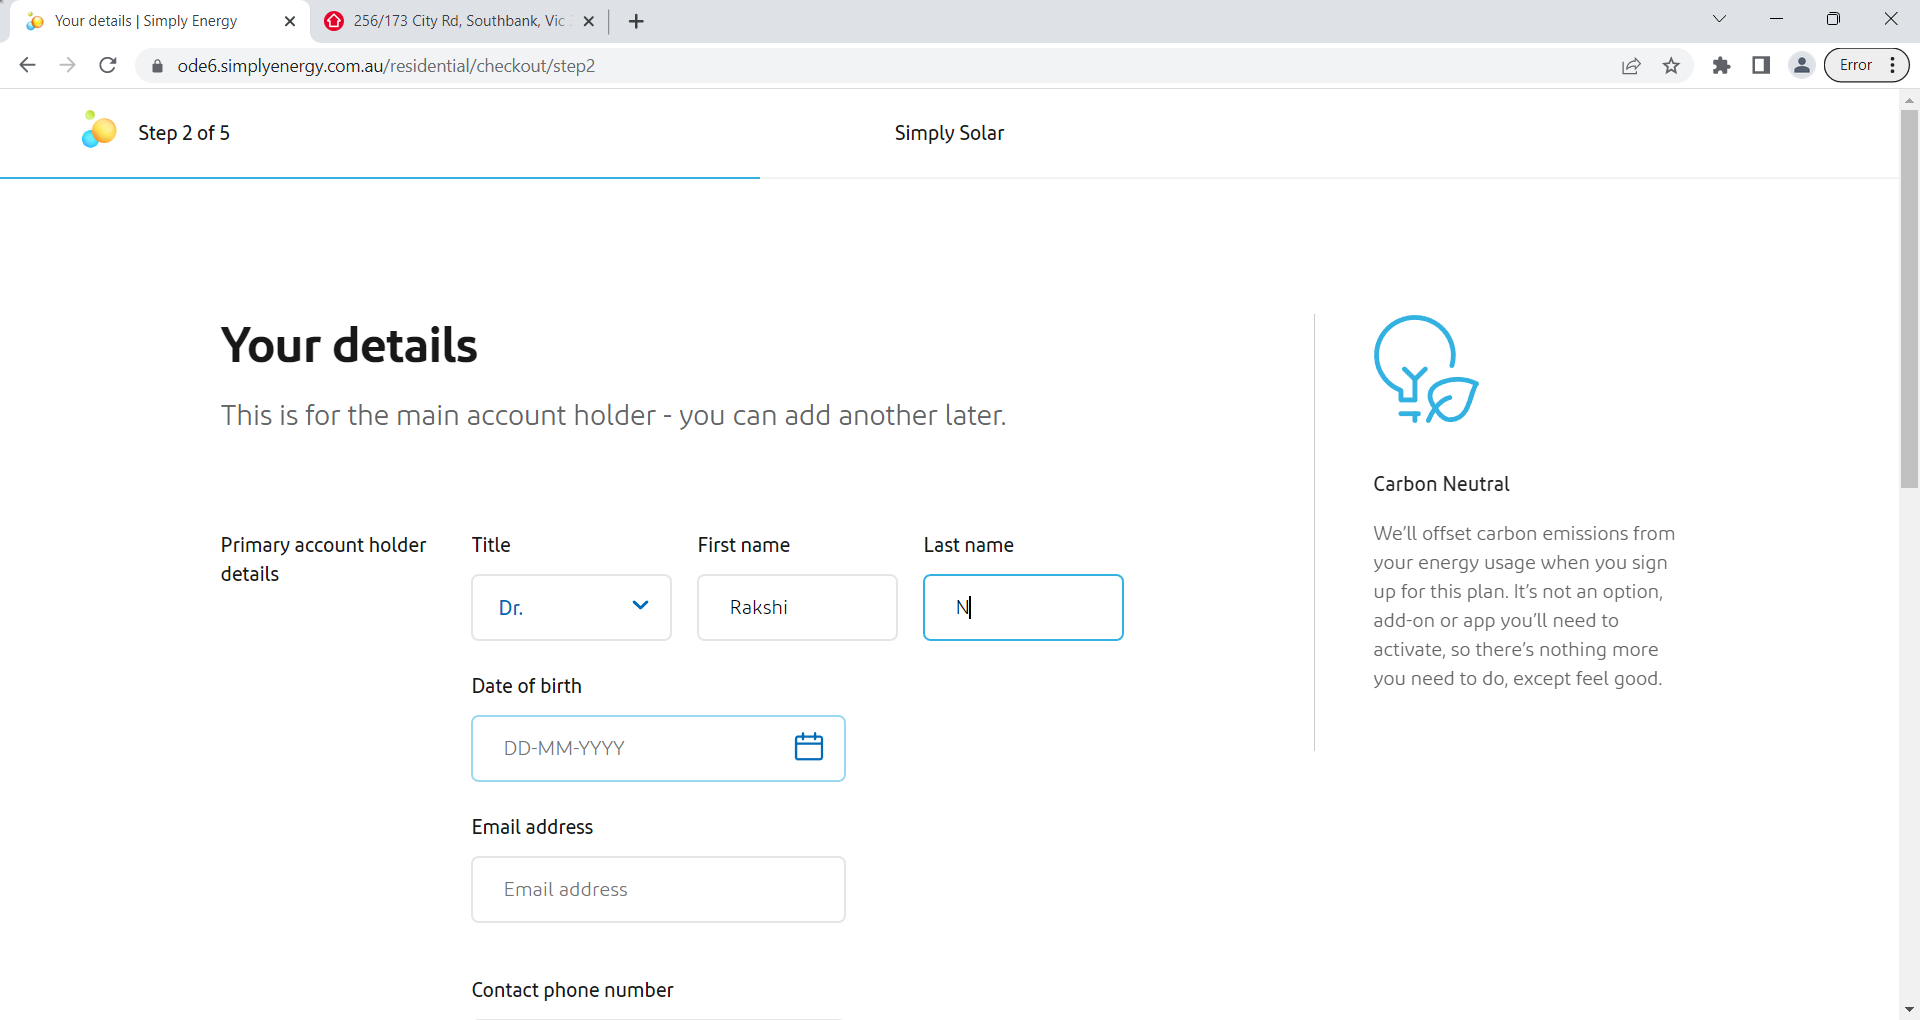 Your details | Simply Energy
256/173 City Rd, Southbank, Vic
ode6.simplyenergy.com.au/residential/checkout/step2
Error
Step 2 of 5
Simply Solar
Your details
This is for the main account holder - you can add another later.
Primary account holder
details
Title
First name
Last name
Dr.
Rakshi
N
Date of birth
DD-MM-YYYY
Email address
Email address
Contact phone number
Carbon Neutral
We'll offset carbon emissions from
your energy usage when you sign
up for this plan. It's not an option,
add-on or app you'll need to
activate, so there's nothing more
you need to do, except feel good.